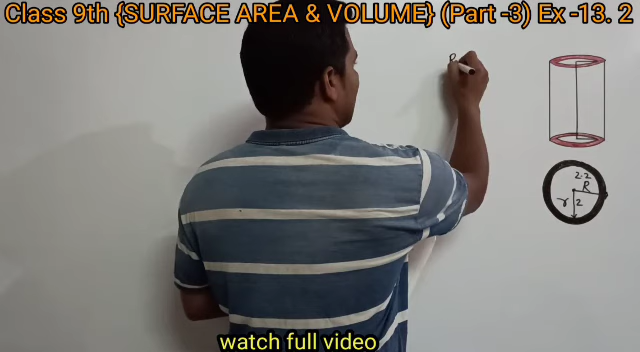 Class 9th {SURFACE AREA & VOLUME} (Part -3) Ex -13. 2
2.2
R
r 2
watch full video